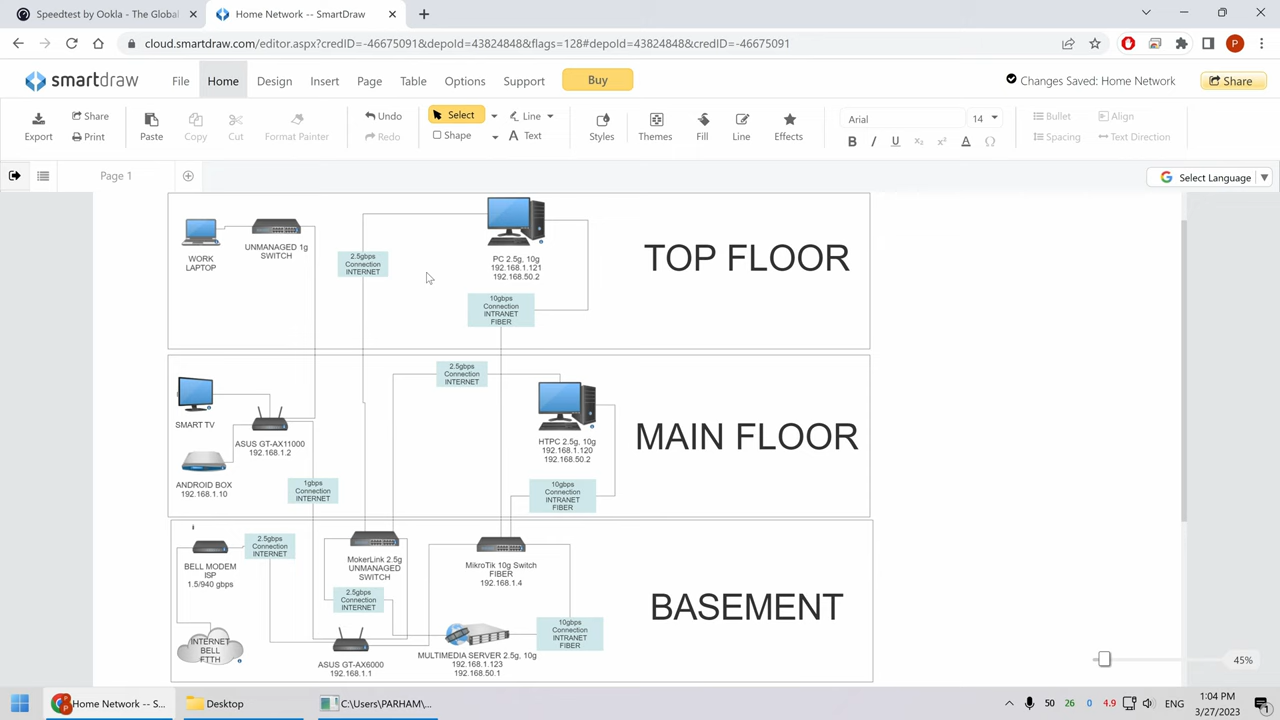 Speedtest by Ookla - The Global
Home Network -- SmartDraw
cloud.smartdraw.com/editor.aspx?credID=-46675091&depoId=43824848&flags=128#depoId=43824848&credID=-46675091
P
smartdraw
File
Home
Design
Insert
Page
Table
Options
Support
Buy
Changes Saved: Home Network
Share
Export
Share
Print
Paste
Copy
Cut
Format Painter
Undo
Redo
Select
Line
Shape
A Text
Styles
Themes
Fill
Line
Effects
Arial
14
B I U x₂ x² A Ω
Bullet
Align
Spacing
Text Direction
Page 1
Select Language
WORK
LAPTOP
UNMANAGED 1g
SWITCH
2.5gbps
Connection
INTERNET
PC 2.5g, 10g
192.168.1.121
192.168.50.2
10gbps
Connection
INTRANET
FIBER
TOP FLOOR
2.5gbps
Connection
INTERNET
SMART TV
ASUS GT-AX11000
192.168.1.2
ANDROID BOX
192.168.1.10
1gbps
Connection
INTERNET
HTPC 2.5g, 10g
192.168.1.120
192.168.50.2
10gbps
Connection
INTRANET
FIBER
MAIN FLOOR
BELL MODEM
ISP
1.5/940 gbps
2.5gbps
Connection
INTERNET
MokerLink 2.5g
UNMANAGED
SWITCH
2.5gbps
Connection
INTERNET
MikroTik 10g Switch
FIBER
192.168.1.4
INTERNET
BELL
FTTH
ASUS GT-AX6000
192.168.1.1
MULTIMEDIA SERVER 2.5g, 10g
192.168.1.123
192.168.50.1
10gbps
Connection
INTRANET
FIBER
BASEMENT
45%
Home Network -- S...
Desktop
C:\Users\PARHAM\...
50 26 0 4.9
ENG
1:04 PM
3/27/2023
1